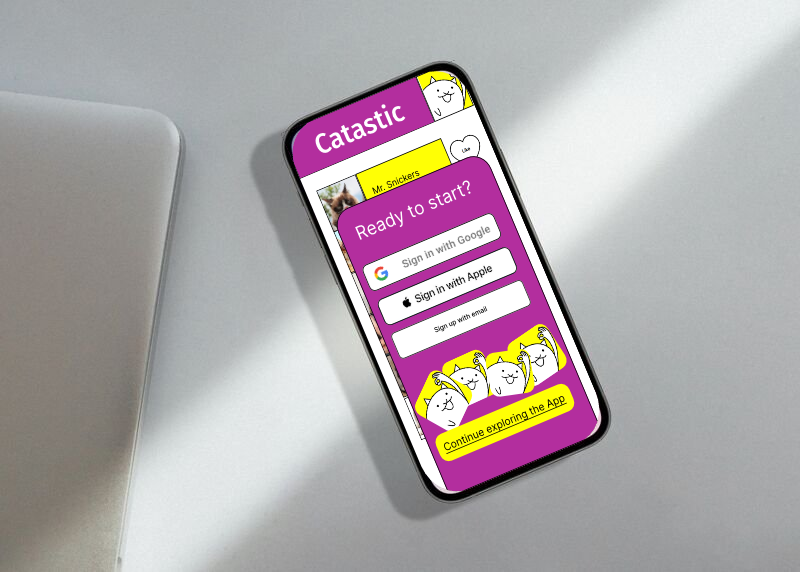 Catastic
Like
Mr. Snickers
Ready to start?
Sign in with Google
Sign in with Apple
Sign up with email
Continue exploring the App